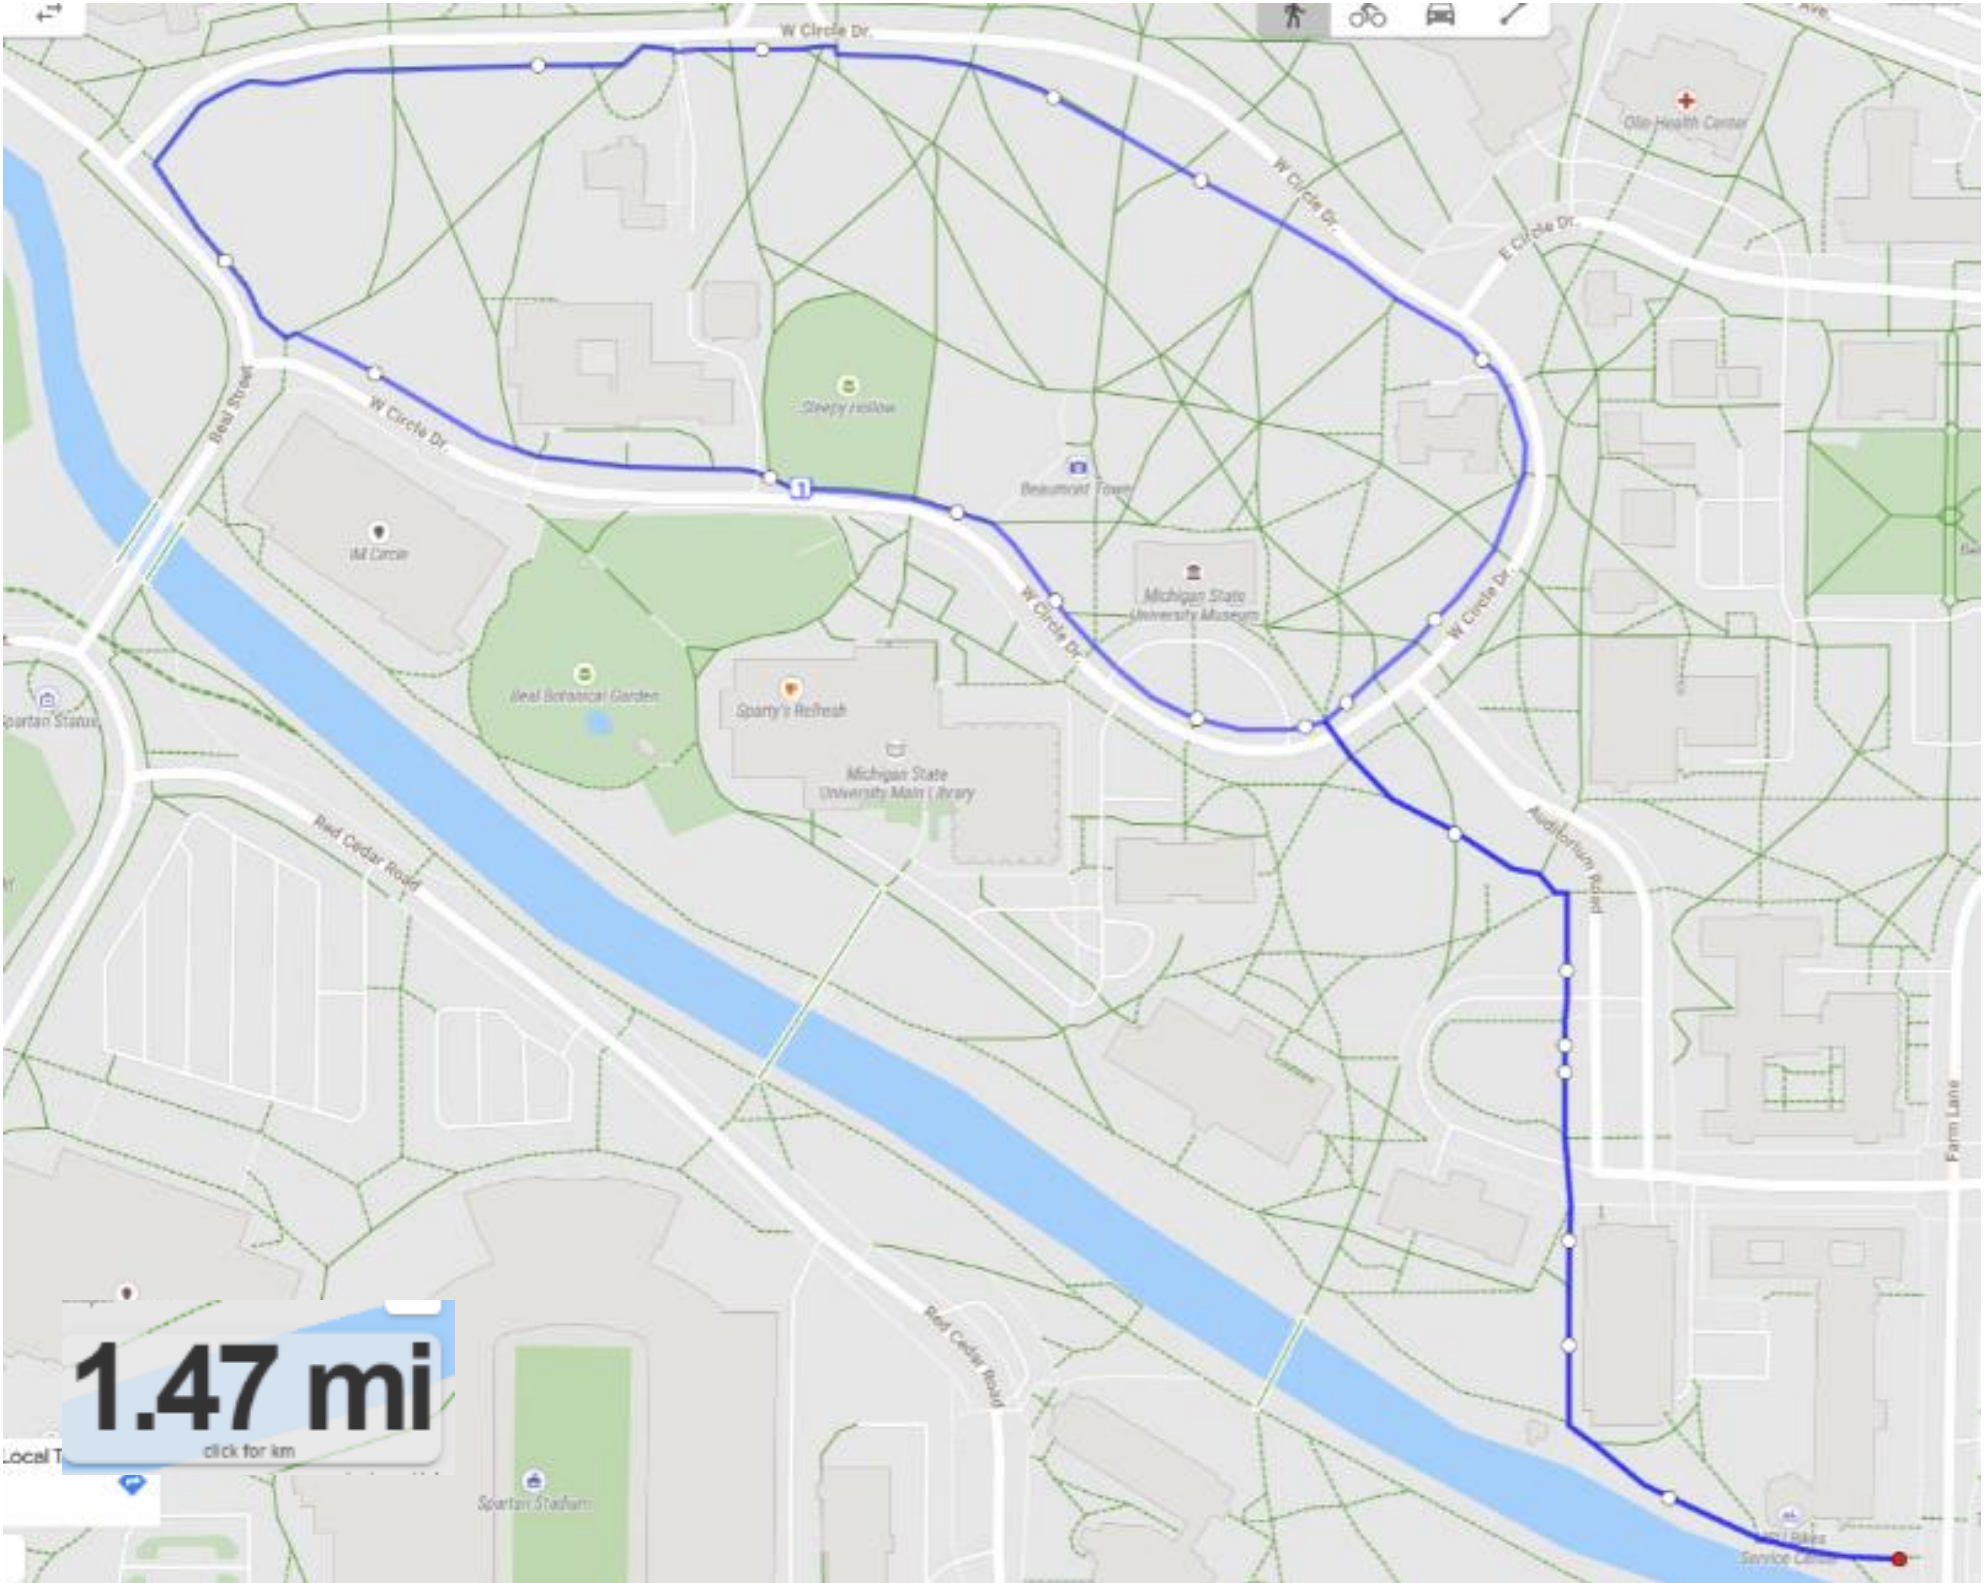 W Circle Dr.
Olin Health Center
W Circle Dr.
E Circle Dr.
Beal Street
W Circle Dr.
Sleepy Hollow
Beaumont Tower
1
IM Circle
Michigan State
University Museum
W Circle Dr.
W Circle Dr.
Beal Botanical Garden
Sparty's Refresh
Spartan Statue
Michigan State
University Main Library
Red Cedar Road
Auditorium Road
Farm Lane
Red Cedar Road
1.47 mi
click for km
Local T
Spartan Stadium
MSU Bikes
Service Center